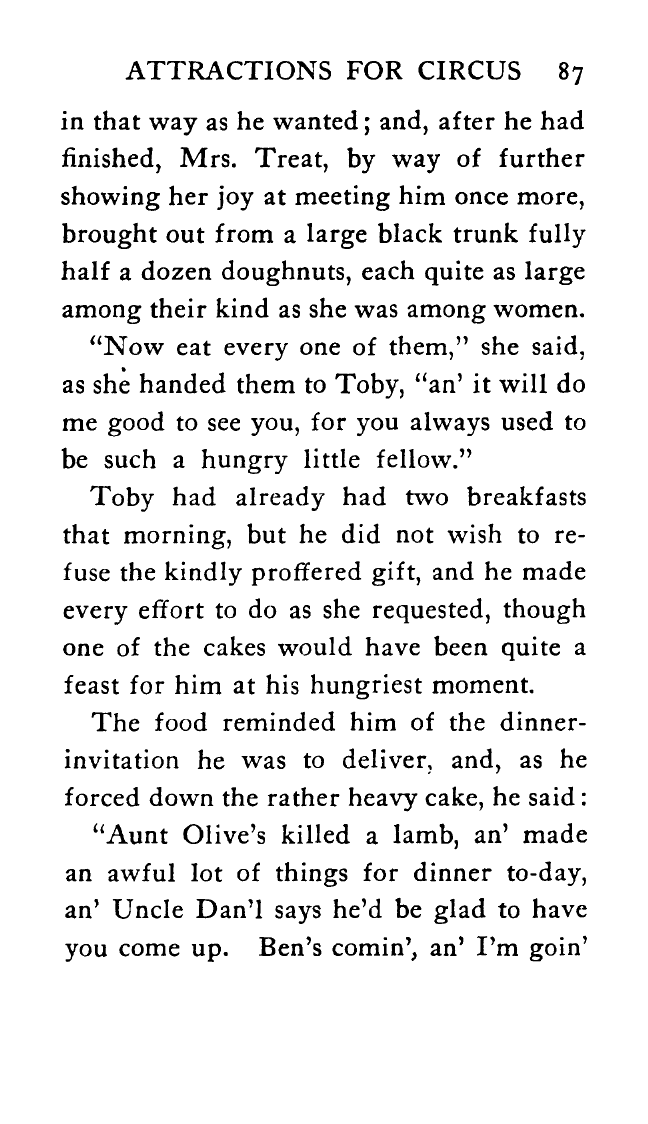 ATTRACTIONS FOR CIRCUS 87
in that way as he wanted; and, after he had
finished, Mrs. Treat, by way of further
showing her joy at meeting him once more,
brought out from a large black trunk fully
half a dozen doughnuts, each quite as large
among their kind as she was among women.
"Now eat every one of them," she said,
as she handed them to Toby, "an' it will do
me good to see you, for you always used to
be such a hungry little fellow."
Toby had already had two breakfasts
that morning, but he did not wish to re-
fuse the kindly proffered gift, and he made
every effort to do as she requested, though
one of the cakes would have been quite a
feast for him at his hungriest moment.
The food reminded him of the dinner-
invitation he was to deliver, and, as he
forced down the rather heavy cake, he said:
"Aunt Olive's killed a lamb, an' made
an awful lot of things for dinner to-day,
an' Uncle Dan'l says he'd be glad to have
you come up. Ben's comin', an' I'm goin'